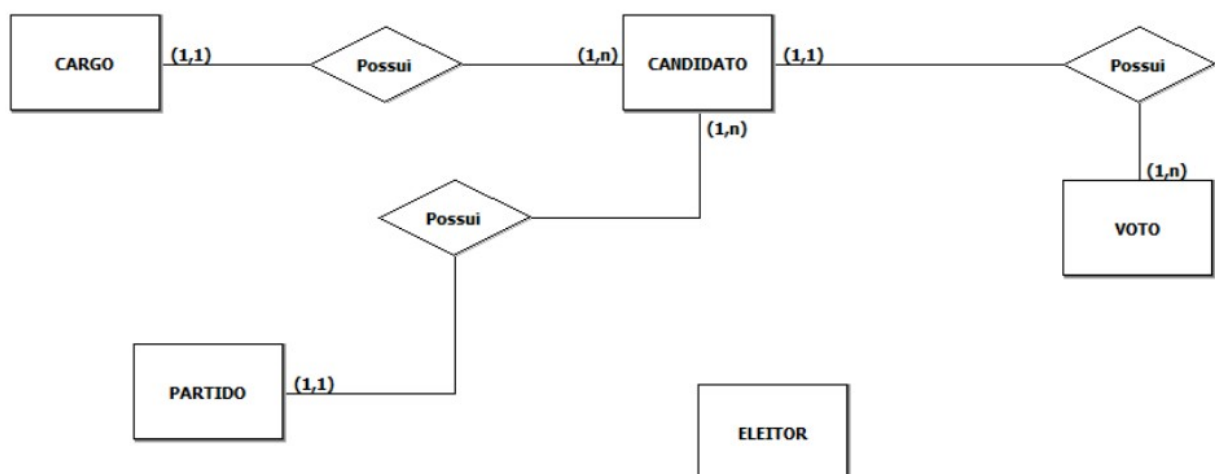 CARGO (1,1) Possui (1,n) CANDIDATO (1,1) Possui
(1,n)
Possui
(1,n)
VOTO
PARTIDO (1,1)
ELEITOR